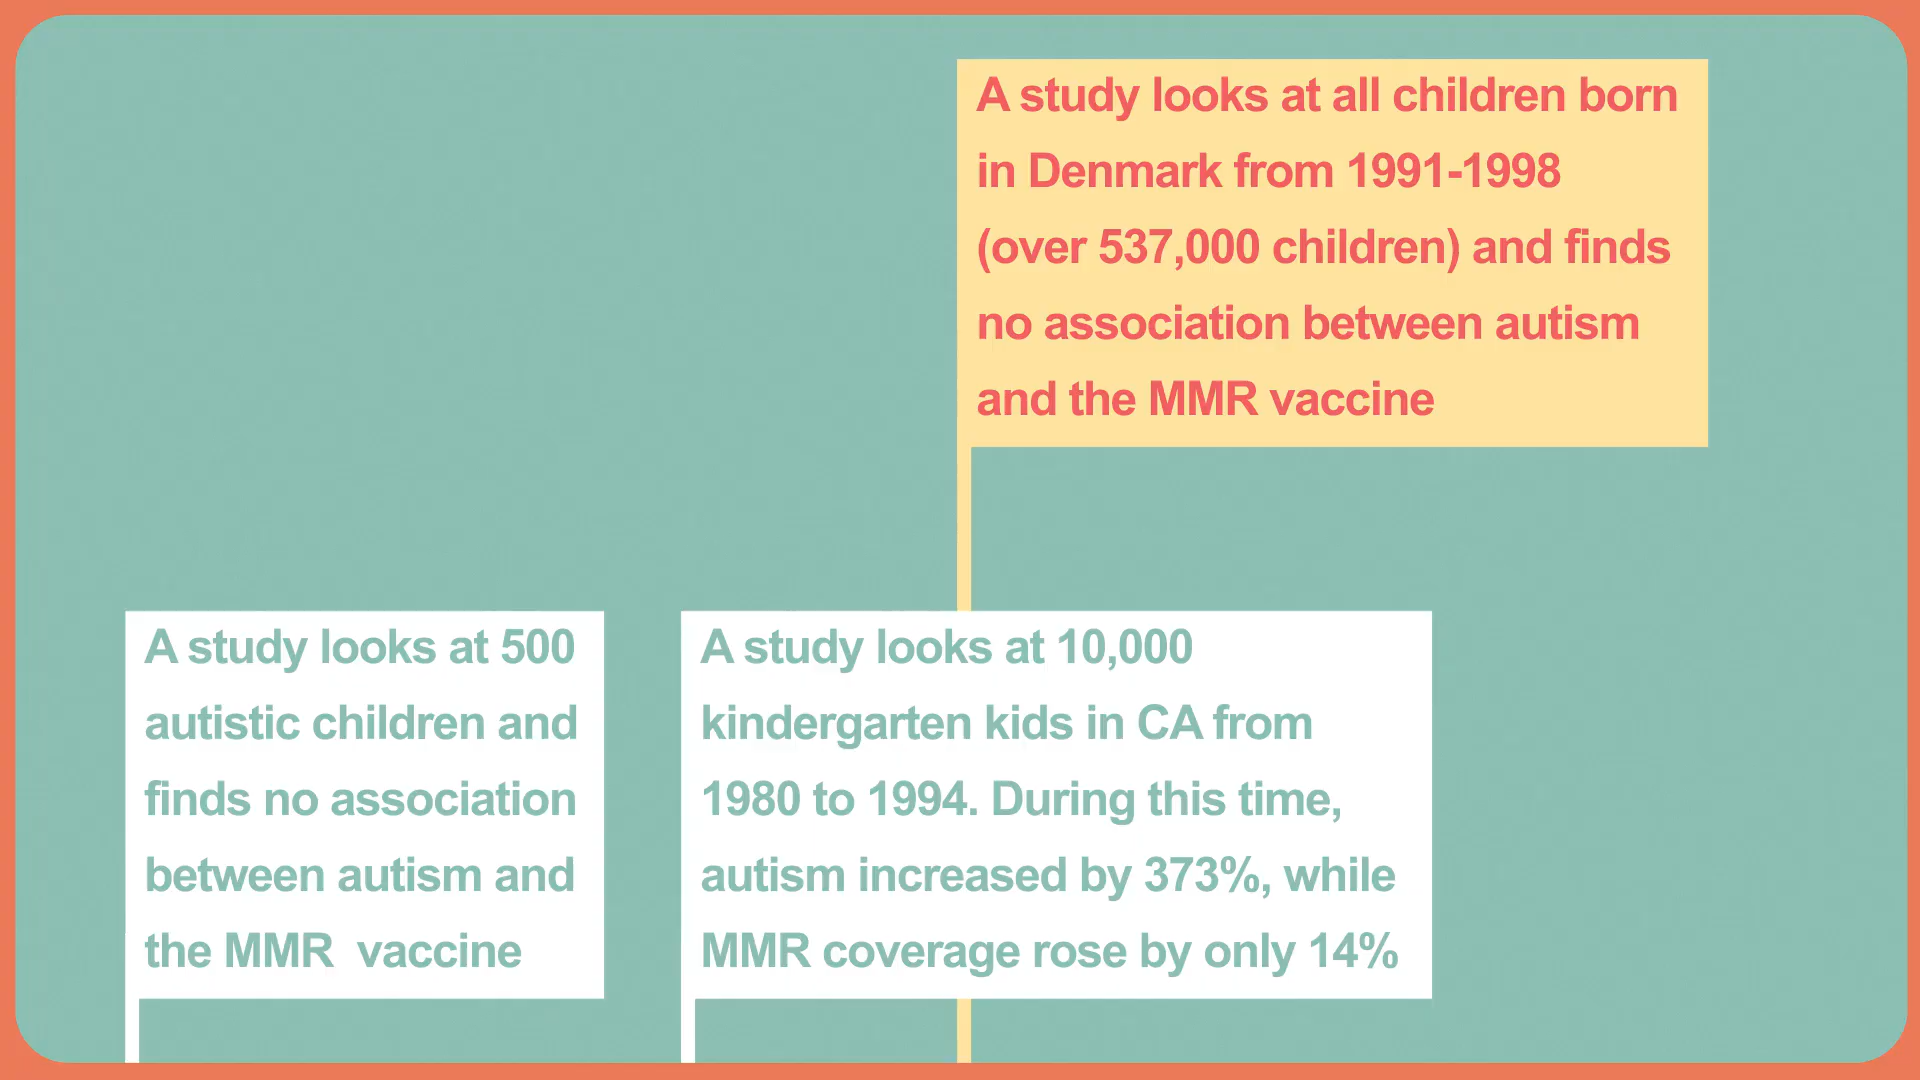 A study looks at all children born
in Denmark from 1991-1998
(over 537,000 children) and finds
no association between autism
and the MMR vaccine
A study looks at 500
autistic children and
finds no association
between autism and
the MMR  vaccine
A study looks at 10,000
kindergarten kids in CA from
1980 to 1994. During this time,
autism increased by 373%, while
MMR coverage rose by only 14%